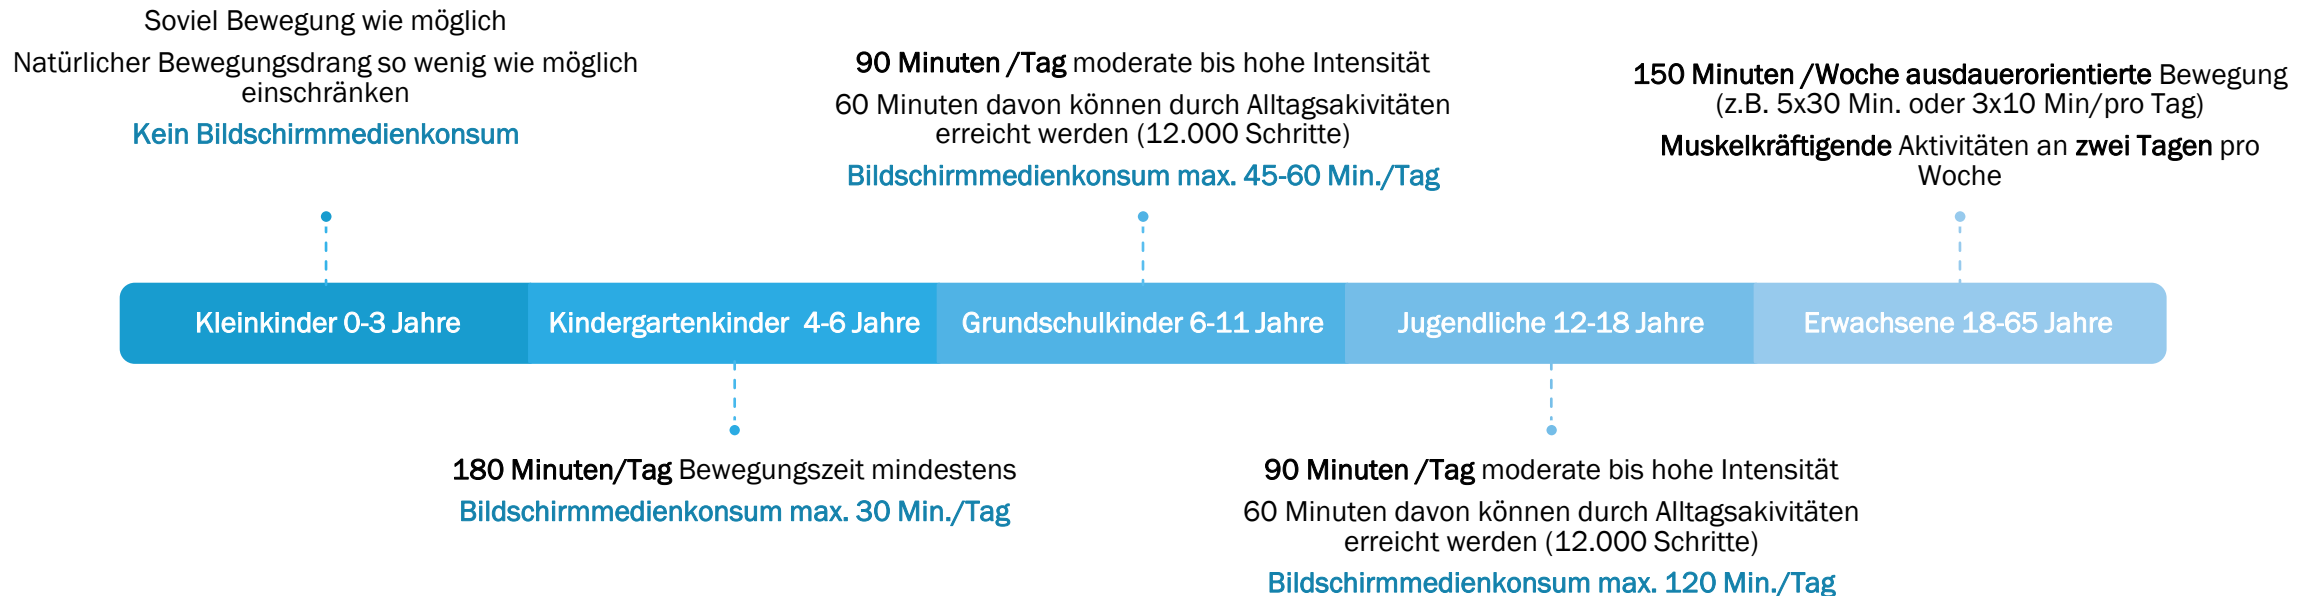 Soviel Bewegung wie möglich
Natürlicher Bewegungsdrang so wenig wie möglich
einschränken
Kein Bildschirmmedienkonsum
90 Minuten /Tag moderate bis hohe Intensität
60 Minuten davon können durch Alltagsakivitäten
erreicht werden (12.000 Schritte)
Bildschirmmedienkonsum max. 45-60 Min./Tag
150 Minuten /Woche ausdauerorientierte Bewegung
(z.B. 5x30 Min. oder 3x10 Min/pro Tag)
Muskelkräftigende Aktivitäten an zwei Tagen pro
Woche
Kleinkinder 0-3 Jahre
Kindergartenkinder 4-6 Jahre
Grundschulkinder 6-11 Jahre
Jugendliche 12-18 Jahre
Erwachsene 18-65 Jahre
180 Minuten/Tag Bewegungszeit mindestens
Bildschirmmedienkonsum max. 30 Min./Tag
90 Minuten /Tag moderate bis hohe Intensität
60 Minuten davon können durch Alltagsakivitäten
erreicht werden (12.000 Schritte)
Bildschirmmedienkonsum max. 120 Min./Tag